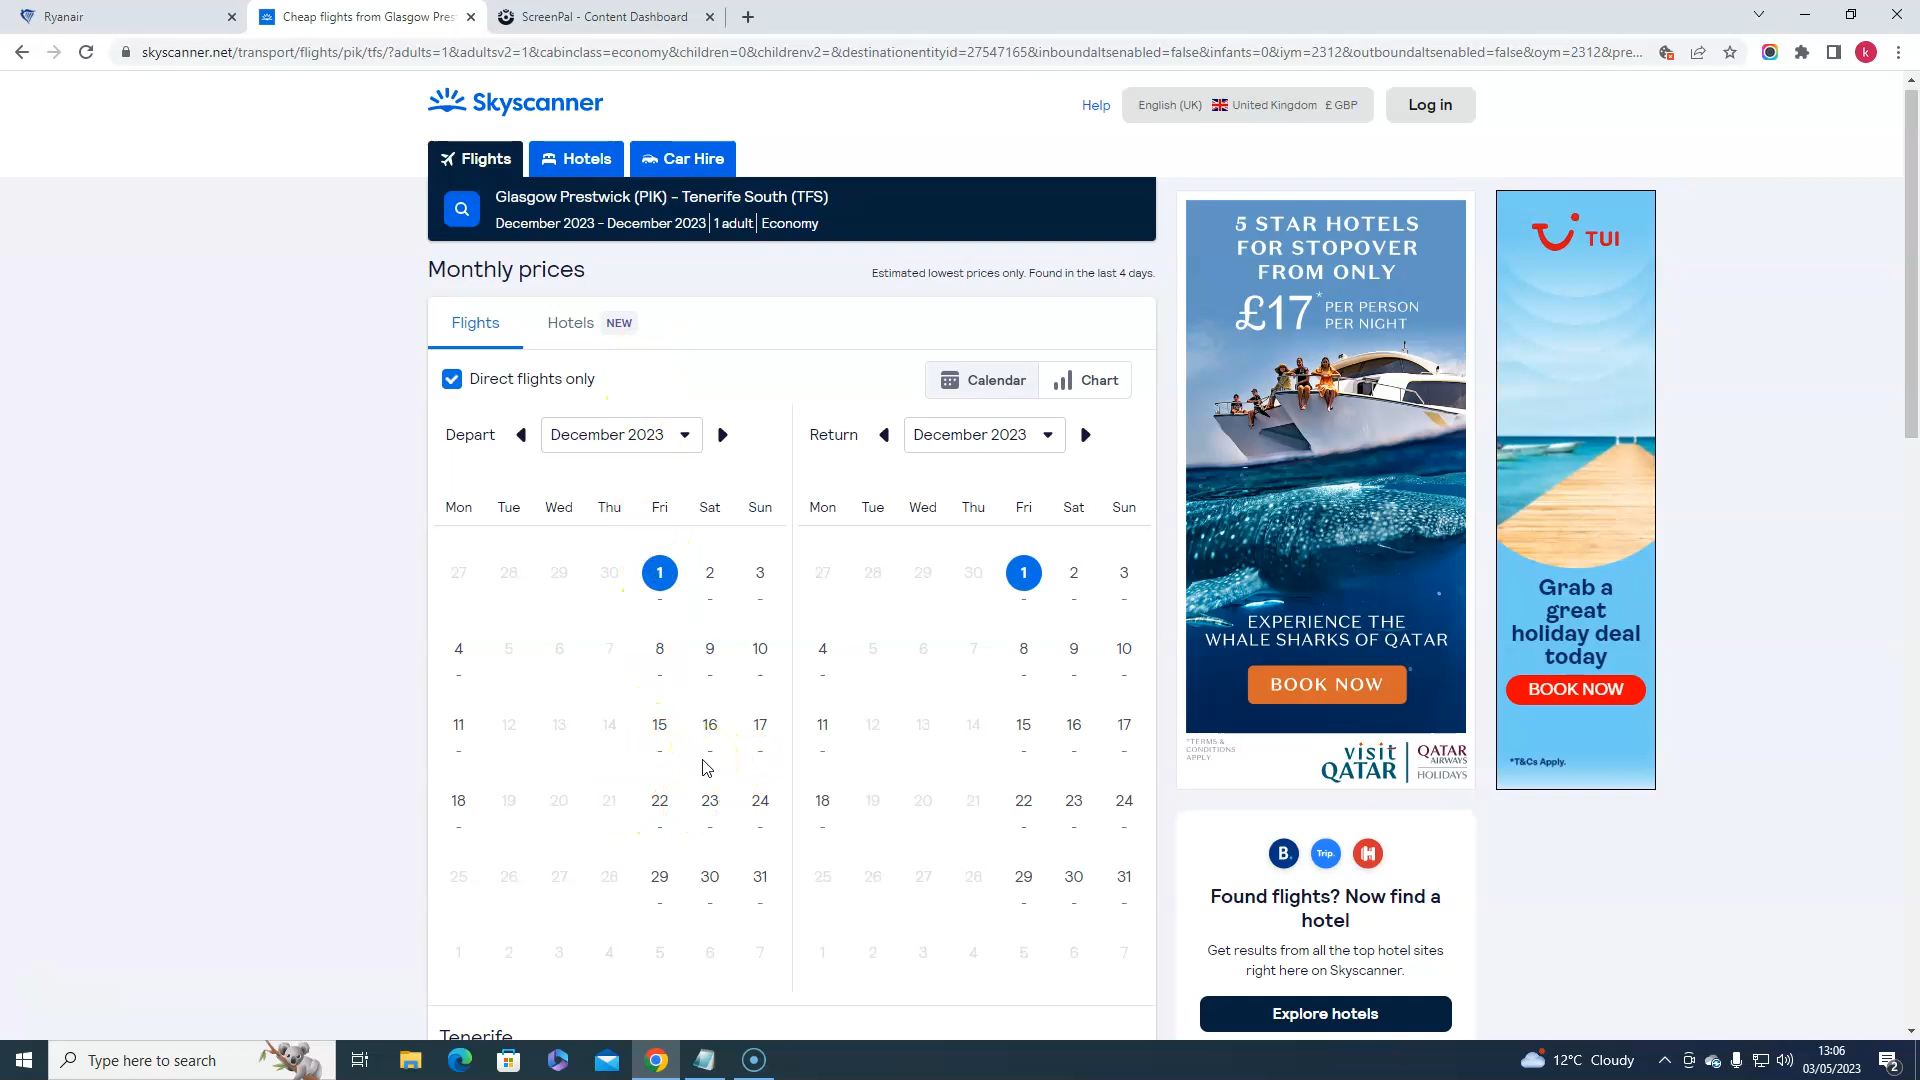 Ryanair
Cheap flights from Glasgow Pres
ScreenPal - Content Dashboard
skyscanner.net/transport/flights/pik/tfs/?adults=1&adultsv2=1&cabinclass=economy&children=0&childrenv2=&destinationentityid=27547165&inboundaltsenabled=false&infants=0&iym=2312&outboundaltsenabled=false&oym=2312&pre...
k
Skyscanner
Help
English (UK) United Kingdom £ GBP
Log in
Flights
Hotels
Car Hire
Glasgow Prestwick (PIK) – Tenerife South (TFS)
December 2023 – December 2023 | 1 adult | Economy
Monthly prices
Estimated lowest prices only. Found in the last 4 days.
Flights
Hotels NEW
Direct flights only
Calendar
Chart
Depart December 2023
Return December 2023
Mon Tue Wed Thu Fri Sat Sun
27 28 29 30 1 2 3
- - -
4 5 6 7 8 9 10
- - - -
11 12 13 14 15 16 17
- - - -
18 19 20 21 22 23 24
- - - -
25 26 27 28 29 30 31
- - -
1 2 3 4 5 6 7
Mon Tue Wed Thu Fri Sat Sun
27 28 29 30 1 2 3
- - -
4 5 6 7 8 9 10
- - - -
11 12 13 14 15 16 17
- - - -
18 19 20 21 22 23 24
- - - -
25 26 27 28 29 30 31
- - -
1 2 3 4 5 6 7
Tenerife
5 STAR HOTELS
FOR STOPOVER
FROM ONLY
£17* PER PERSON
PER NIGHT
EXPERIENCE THE
WHALE SHARKS OF QATAR
BOOK NOW
*TERMS &
CONDITIONS
APPLY
visit
QATAR
QATAR
AIRWAYS
HOLIDAYS
TUI
Grab a
great
holiday deal
today
BOOK NOW
*T&Cs Apply.
B.
Trip.
H
Found flights? Now find a
hotel
Get results from all the top hotel sites
right here on Skyscanner.
Explore hotels
Type here to search
12°C Cloudy
13:06
03/05/2023
2